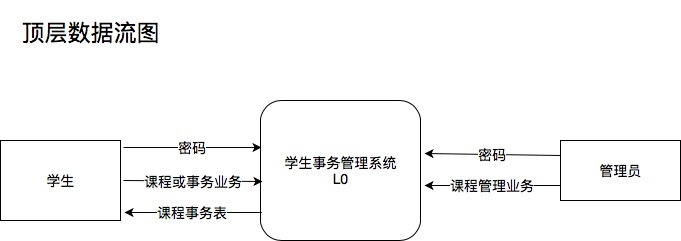 顶层数据流图
学生
密码
课程或事务业务
课程事务表
学生事务管理系统
L0
密码
课程管理业务
管理员